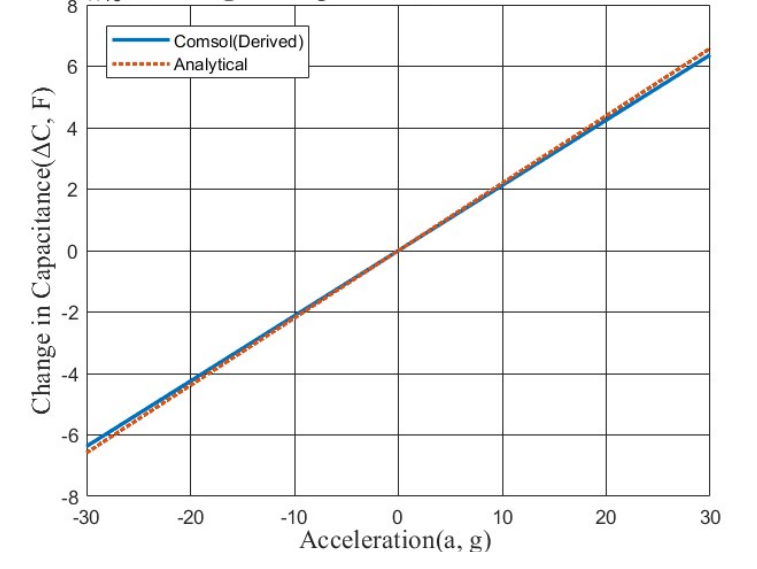 8
Comsol(Derived)
Analytical
6
4
2
0
-2
-4
-6
-8
Change in Capacitance(ΔC, F)
-30 -20 -10 0 10 20 30
Acceleration(a, g)